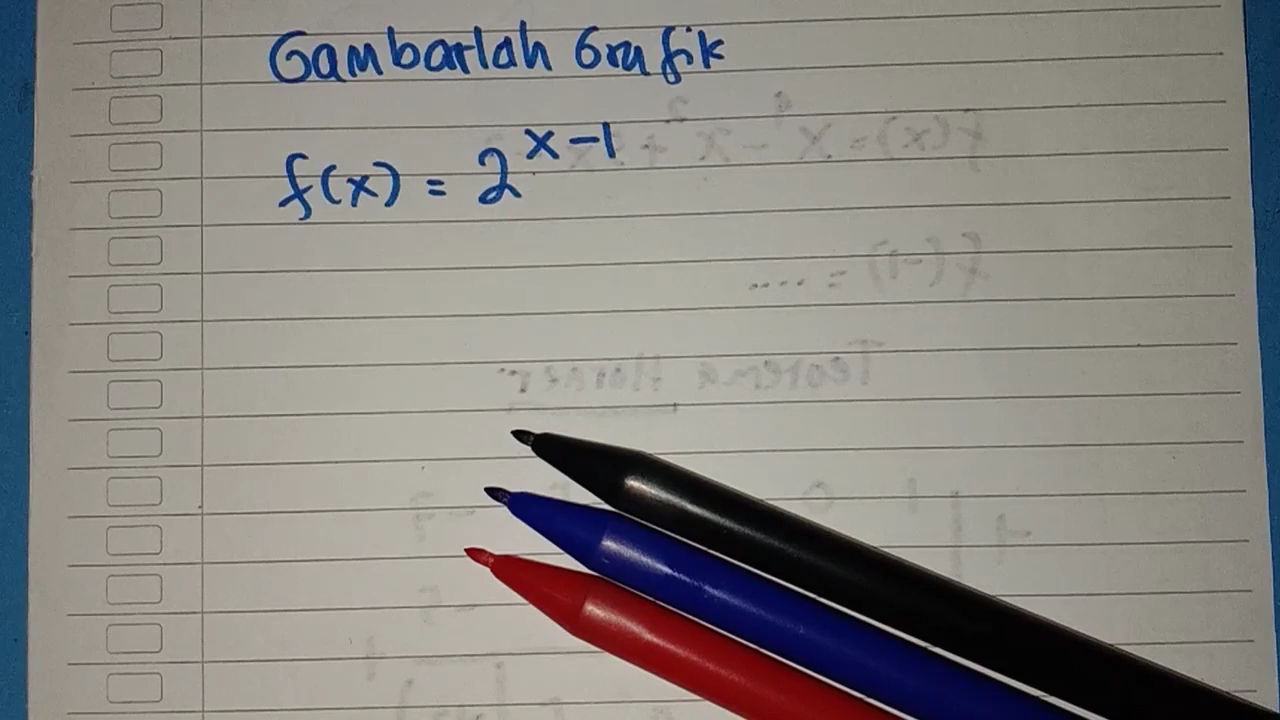 Gambarlah Grafik
f(x) = 2^{x-1}